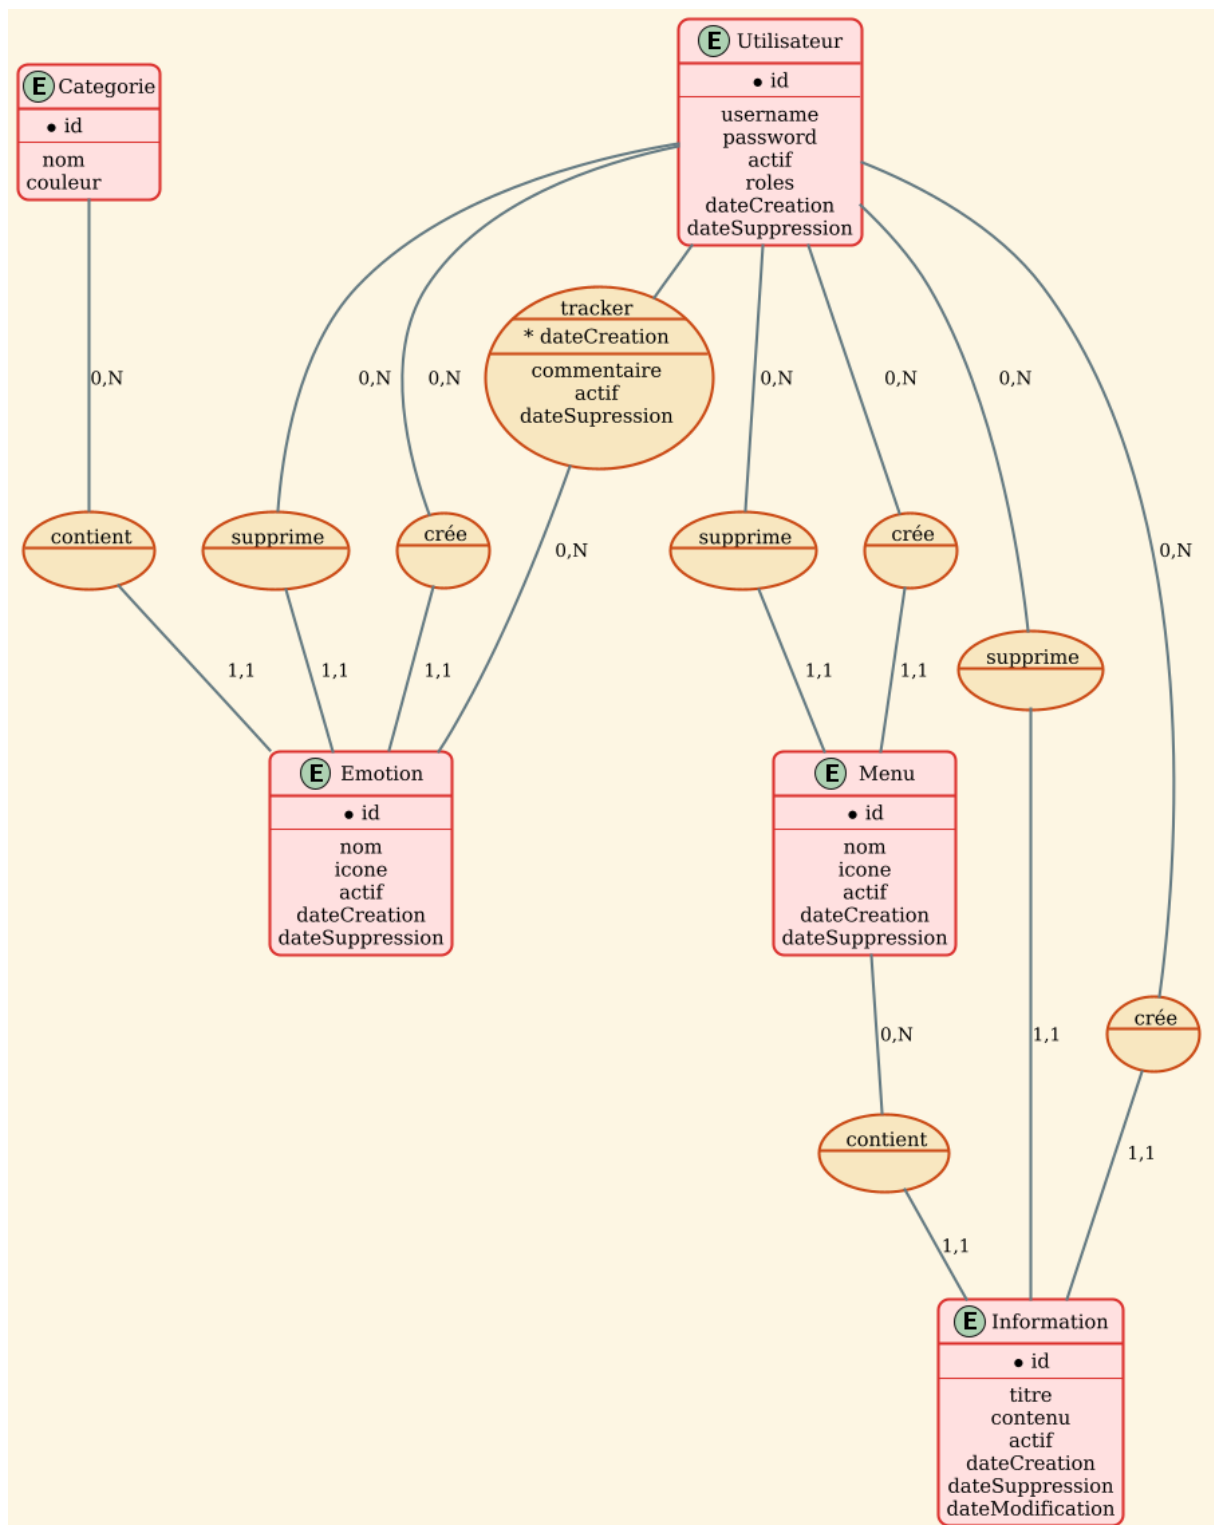 E Utilisateur
• id
username
password
actif
roles
dateCreation
dateSuppression
E Categorie
• id
nom
couleur
tracker
* dateCreation
commentaire
actif
dateSupression
0,N
0,N
0,N
0,N
0,N
0,N
contient
supprime
crée
0,N
supprime
crée
0,N
supprime
1,1
1,1
1,1
1,1
1,1
E Emotion
• id
nom
icone
actif
dateCreation
dateSuppression
E Menu
• id
nom
icone
actif
dateCreation
dateSuppression
crée
0,N
1,1
contient
1,1
1,1
E Information
• id
titre
contenu
actif
dateCreation
dateSuppression
dateModification